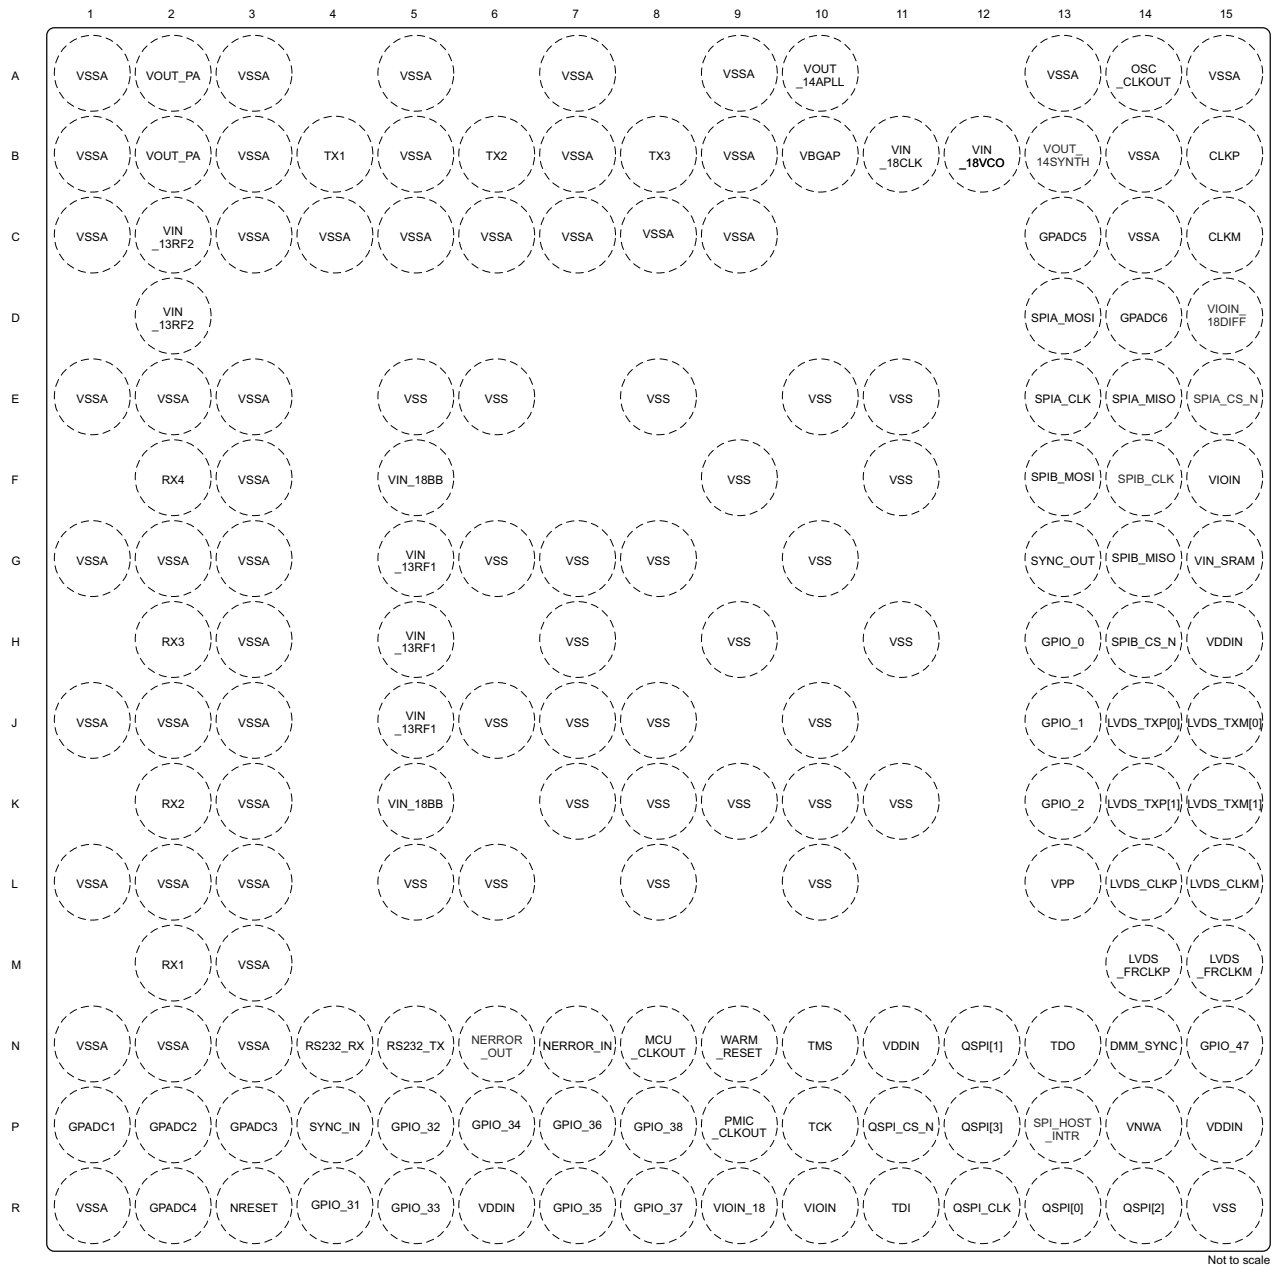 1 2 3 4 5 6 7 8 9 10 11 12 13 14 15
A VSSA VOUT_PA VSSA VSSA VSSA VSSA VOUT _14APLL VSSA OSC _CLKOUT VSSA
B VSSA VOUT_PA VSSA TX1 VSSA TX2 VSSA TX3 VSSA VBGAP VIN _18CLK VIN _18VCO VOUT_ 14SYNTH VSSA CLKP
C VSSA VIN _13RF2 VSSA VSSA VSSA VSSA VSSA VSSA VSSA GPADC5 VSSA CLKM
D VIN _13RF2 SPIA_MOSI GPADC6 VIOIN_ 18DIFF
E VSSA VSSA VSSA VSS VSS VSS VSS VSS SPIA_CLK SPIA_MISO SPIA_CS_N
F RX4 VSSA VIN_18BB VSS VSS SPIB_MOSI SPIB_CLK VIOIN
G VSSA VSSA VSSA VIN _13RF1 VSS VSS VSS VSS SYNC_OUT SPIB_MISO VIN_SRAM
H RX3 VSSA VIN _13RF1 VSS VSS VSS GPIO_0 SPIB_CS_N VDDIN
J VSSA VSSA VSSA VIN _13RF1 VSS VSS VSS VSS GPIO_1 LVDS_TXP[0] LVDS_TXM[0]
K RX2 VSSA VIN_18BB VSS VSS VSS VSS VSS GPIO_2 LVDS_TXP[1] LVDS_TXM[1]
L VSSA VSSA VSSA VSS VSS VSS VSS VPP LVDS_CLKP LVDS_CLKM
M RX1 VSSA LVDS _FRCLKP LVDS _FRCLKM
N VSSA VSSA VSSA RS232_RX RS232_TX NERROR _OUT NERROR_IN MCU _CLKOUT WARM _RESET TMS VDDIN QSPI[1] TDO DMM_SYNC GPIO_47
P GPADC1 GPADC2 GPADC3 SYNC_IN GPIO_32 GPIO_34 GPIO_36 GPIO_38 PMIC _CLKOUT TCK QSPI_CS_N QSPI[3] SPI_HOST _INTR VNWA VDDIN
R VSSA GPADC4 NRESET GPIO_31 GPIO_33 VDDIN GPIO_35 GPIO_37 VIOIN_18 VIOIN TDI QSPI_CLK QSPI[0] QSPI[2] VSS
Not to scale